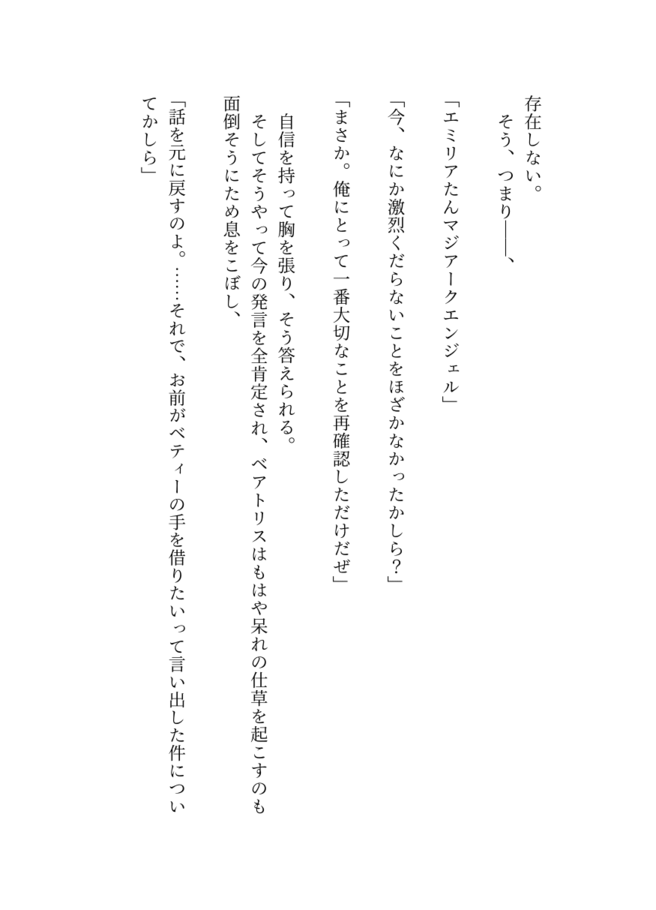 存在しない。
そう、つまり――、
「エミリアたんマジアークエンジェル」
「今、なにか激烈くだらないことをほざかなかったかしら？」
「まさか。俺にとって一番大切なことを再確認しただけだぜ」
自信を持って胸を張り、そう答えられる。
そしてそうやって今の発言を全肯定され、ベアトリスはもはや呆れの仕草を起こすのも
面倒そうにため息をこぼし、
「話を元に戻すのよ。……それで、お前がベティーの手を借りたいって言い出した件につい
てかしら」